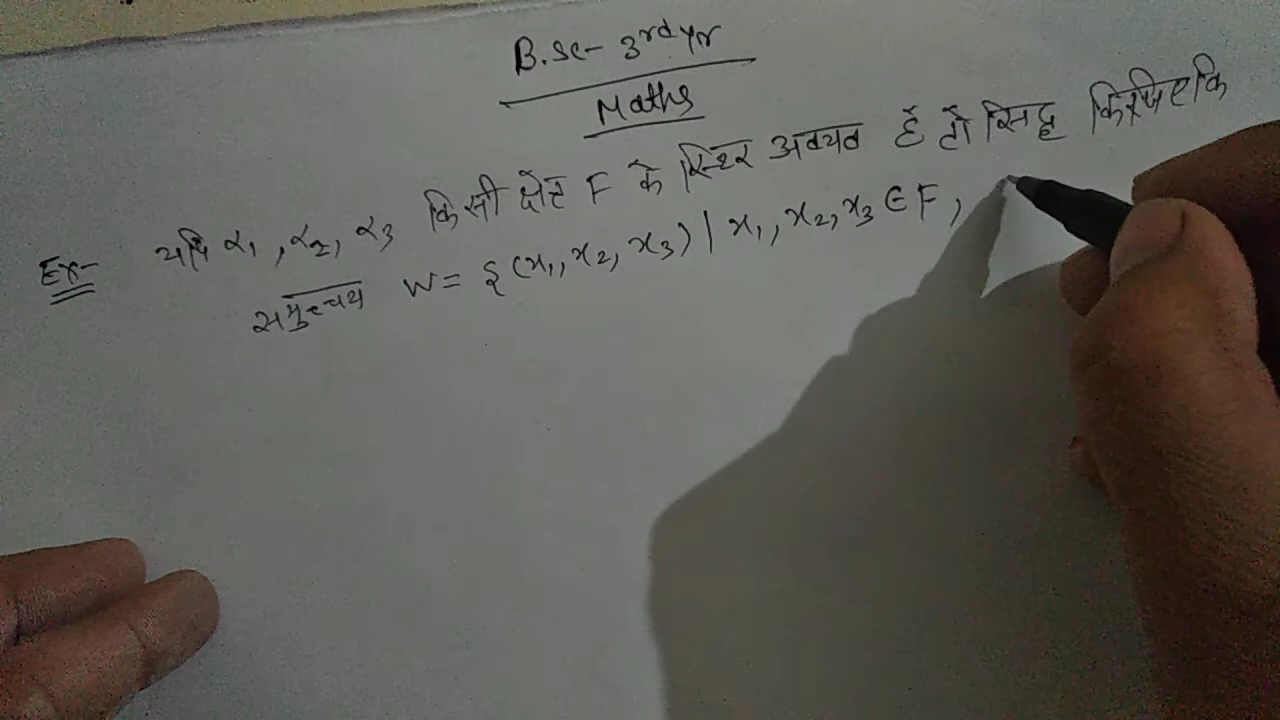 B.Sc- 3rd yr
Maths
Ex- यदि α1, α2, α3 किसी क्षेत्र F के स्थिर अवयव हैं तो सिद्ध कि
समुच्चय W = {(x1, x2, x3) | x1, x2, x3 ∈ F,